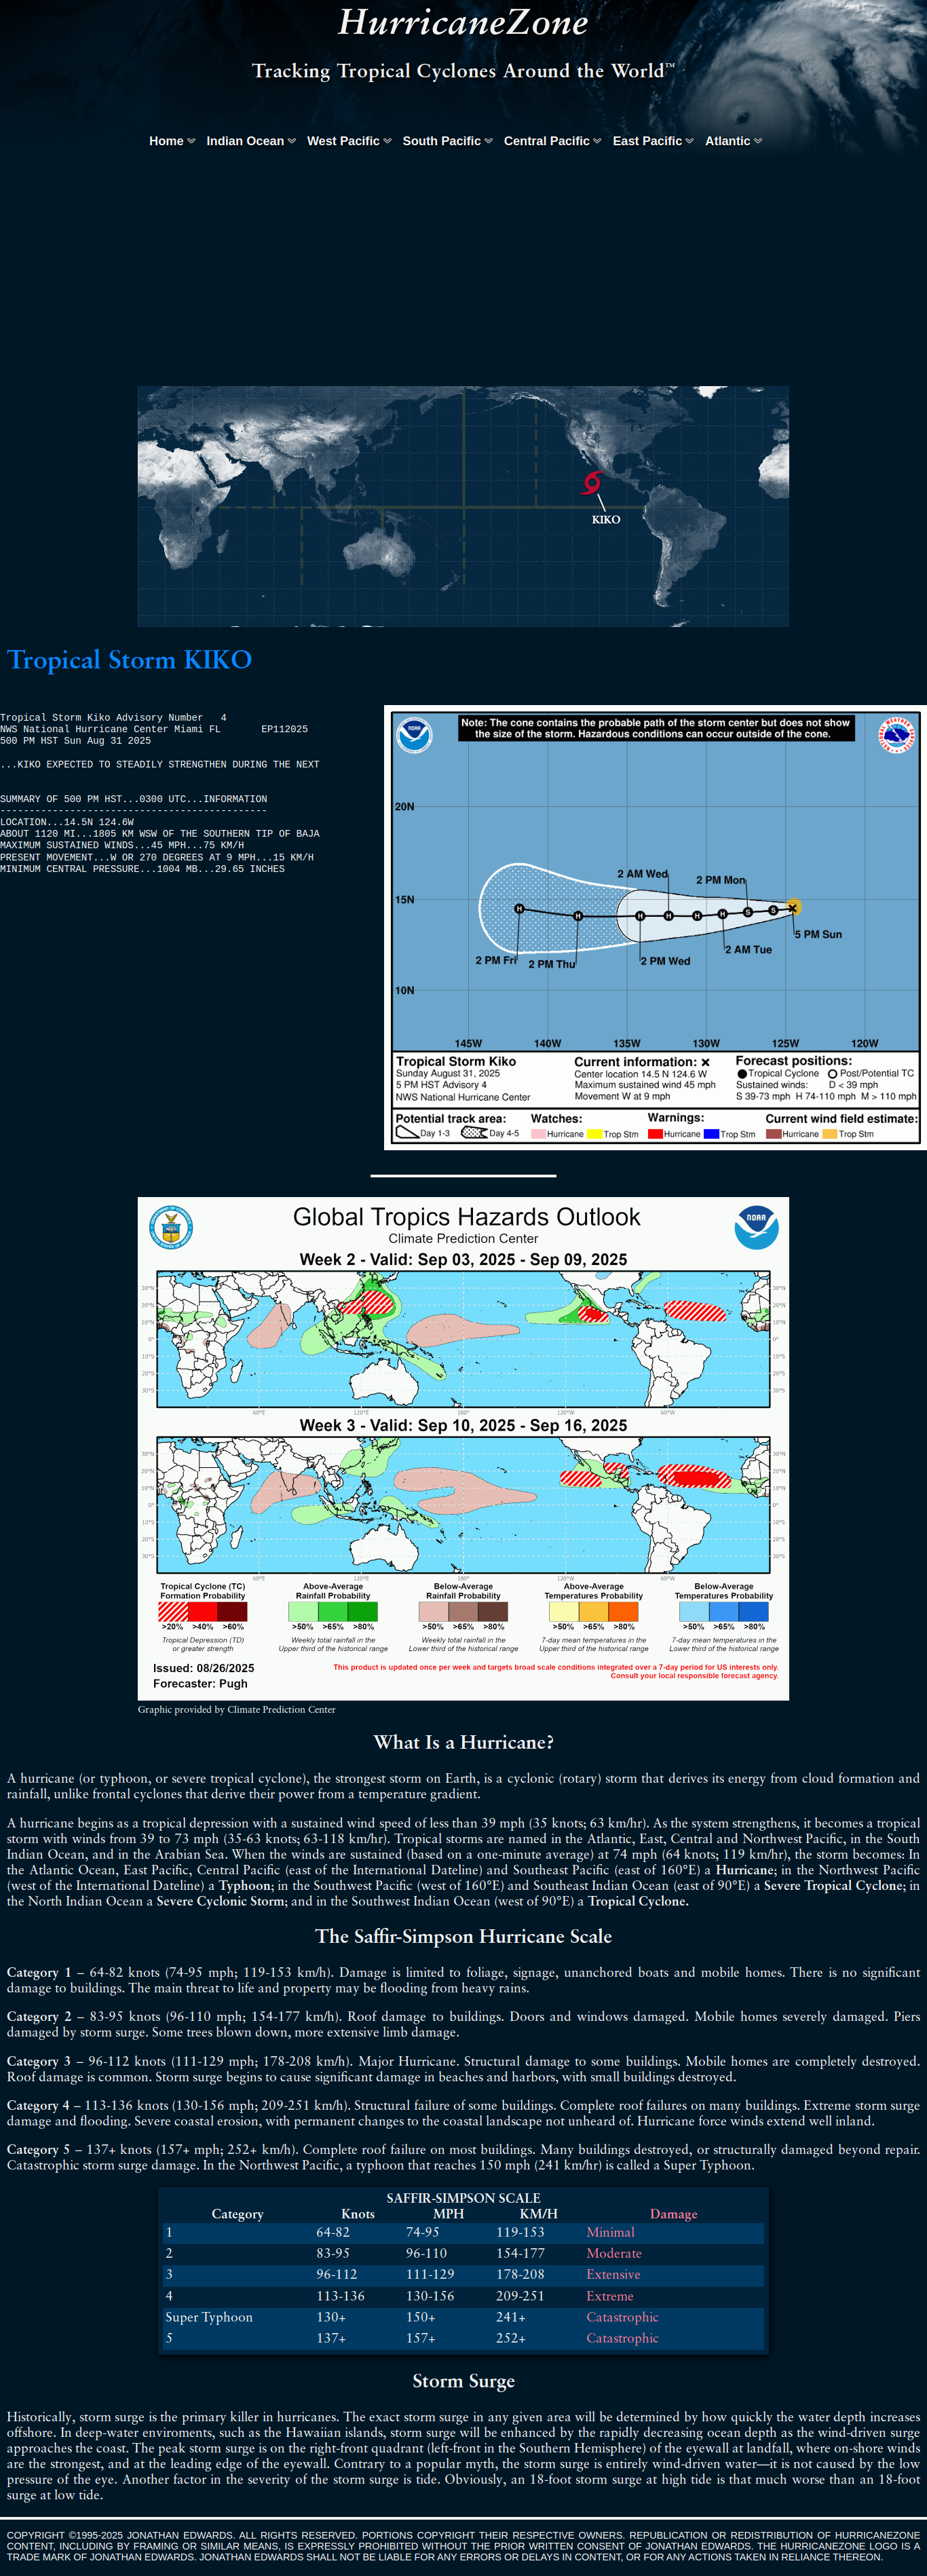 HurricaneZone
Tracking Tropical Cyclones Around the World™
Home Indian Ocean West Pacific South Pacific Central Pacific East Pacific Atlantic
KIKO
Tropical Storm KIKO
Tropical Storm Kiko Advisory Number   4
NWS National Hurricane Center Miami FL       EP112025
500 PM HST Sun Aug 31 2025
...KIKO EXPECTED TO STEADILY STRENGTHEN DURING THE NEXT
SUMMARY OF 500 PM HST...0300 UTC...INFORMATION
----------------------------------------------
LOCATION...14.5N 124.6W
ABOUT 1120 MI...1805 KM WSW OF THE SOUTHERN TIP OF BAJA
MAXIMUM SUSTAINED WINDS...45 MPH...75 KM/H
PRESENT MOVEMENT...W OR 270 DEGREES AT 9 MPH...15 KM/H
MINIMUM CENTRAL PRESSURE...1004 MB...29.65 INCHES
Note: The cone contains the probable path of the storm center but does not show
the size of the storm. Hazardous conditions can occur outside of the cone.
20N
2 AM Wed
2 PM Mon
15N
H H H H H H S S
5 PM Sun
2 AM Tue
2 PM Fri 2 PM Thu 2 PM Wed
10N
145W 140W 135W 130W 125W 120W
Tropical Storm Kiko
Sunday August 31, 2025
5 PM HST Advisory 4
NWS National Hurricane Center
Current information: x
Center location 14.5 N 124.6 W
Maximum sustained wind 45 mph
Movement W at 9 mph
Forecast positions:
Tropical Cyclone Post/Potential TC
Sustained winds: D < 39 mph
S 39-73 mph H 74-110 mph M > 110 mph
Potential track area:
Day 1-3 Day 4-5
Watches:
Hurricane Trop Stm
Warnings:
Hurricane Trop Stm
Current wind field estimate:
Hurricane Trop Stm
NOAA
Global Tropics Hazards Outlook
Climate Prediction Center
Week 2 - Valid: Sep 03, 2025 - Sep 09, 2025
30°N 30°N
20°N 20°N
10°N 10°N
0° 0°
10°S 10°S
20°S 20°S
30°S 30°S
60°E 120°E 180° 120°W 60°W
Week 3 - Valid: Sep 10, 2025 - Sep 16, 2025
30°N 30°N
20°N 20°N
10°N 10°N
0° 0°
10°S 10°S
20°S 20°S
30°S 30°S
60°E 120°E 180° 120°W 60°W
Tropical Cyclone (TC)
Formation Probability
>20% >40% >60%
Tropical Depression (TD)
or greater strength
Above-Average
Rainfall Probability
>50% >65% >80%
Weekly total rainfall in the
Upper third of the historical range
Below-Average
Rainfall Probability
>50% >65% >80%
Weekly total rainfall in the
Lower third of the historical range
Above-Average
Temperatures Probability
>50% >65% >80%
7-day mean temperatures in the
Upper third of the historical range
Below-Average
Temperatures Probability
>50% >65% >80%
7-day mean temperatures in the
Lower third of the historical range
Issued: 08/26/2025
Forecaster: Pugh
This product is updated once per week and targets broad scale conditions integrated over a 7-day period for US interests only.
Consult your local responsible forecast agency.
Graphic provided by Climate Prediction Center
What Is a Hurricane?
A hurricane (or typhoon, or severe tropical cyclone), the strongest storm on Earth, is a cyclonic (rotary) storm that derives its energy from cloud formation and
rainfall, unlike frontal cyclones that derive their power from a temperature gradient.
A hurricane begins as a tropical depression with a sustained wind speed of less than 39 mph (35 knots; 63 km/hr). As the system strengthens, it becomes a tropical
storm with winds from 39 to 73 mph (35-63 knots; 63-118 km/hr). Tropical storms are named in the Atlantic, East, Central and Northwest Pacific, in the South
Indian Ocean, and in the Arabian Sea. When the winds are sustained (based on a one-minute average) at 74 mph (64 knots; 119 km/hr), the storm becomes: In
the Atlantic Ocean, East Pacific, Central Pacific (east of the International Dateline) and Southeast Pacific (east of 160°E) a Hurricane; in the Northwest Pacific
(west of the International Dateline) a Typhoon; in the Southwest Pacific (west of 160°E) and Southeast Indian Ocean (east of 90°E) a Severe Tropical Cyclone; in
the North Indian Ocean a Severe Cyclonic Storm; and in the Southwest Indian Ocean (west of 90°E) a Tropical Cyclone.
The Saffir-Simpson Hurricane Scale
Category 1 – 64-82 knots (74-95 mph; 119-153 km/h). Damage is limited to foliage, signage, unanchored boats and mobile homes. There is no significant
damage to buildings. The main threat to life and property may be flooding from heavy rains.
Category 2 – 83-95 knots (96-110 mph; 154-177 km/h). Roof damage to buildings. Doors and windows damaged. Mobile homes severely damaged. Piers
damaged by storm surge. Some trees blown down, more extensive limb damage.
Category 3 – 96-112 knots (111-129 mph; 178-208 km/h). Major Hurricane. Structural damage to some buildings. Mobile homes are completely destroyed.
Roof damage is common. Storm surge begins to cause significant damage in beaches and harbors, with small buildings destroyed.
Category 4 – 113-136 knots (130-156 mph; 209-251 km/h). Structural failure of some buildings. Complete roof failures on many buildings. Extreme storm surge
damage and flooding. Severe coastal erosion, with permanent changes to the coastal landscape not unheard of. Hurricane force winds extend well inland.
Category 5 – 137+ knots (157+ mph; 252+ km/h). Complete roof failure on most buildings. Many buildings destroyed, or structurally damaged beyond repair.
Catastrophic storm surge damage. In the Northwest Pacific, a typhoon that reaches 150 mph (241 km/hr) is called a Super Typhoon.
SAFFIR-SIMPSON SCALE
Category Knots MPH KM/H Damage
1 64-82 74-95 119-153 Minimal
2 83-95 96-110 154-177 Moderate
3 96-112 111-129 178-208 Extensive
4 113-136 130-156 209-251 Extreme
Super Typhoon 130+ 150+ 241+ Catastrophic
5 137+ 157+ 252+ Catastrophic
Storm Surge
Historically, storm surge is the primary killer in hurricanes. The exact storm surge in any given area will be determined by how quickly the water depth increases
offshore. In deep-water enviroments, such as the Hawaiian islands, storm surge will be enhanced by the rapidly decreasing ocean depth as the wind-driven surge
approaches the coast. The peak storm surge is on the right-front quadrant (left-front in the Southern Hemisphere) of the eyewall at landfall, where on-shore winds
are the strongest, and at the leading edge of the eyewall. Contrary to a popular myth, the storm surge is entirely wind-driven water—it is not caused by the low
pressure of the eye. Another factor in the severity of the storm surge is tide. Obviously, an 18-foot storm surge at high tide is that much worse than an 18-foot
surge at low tide.
COPYRIGHT ©1995-2025 JONATHAN EDWARDS. ALL RIGHTS RESERVED. PORTIONS COPYRIGHT THEIR RESPECTIVE OWNERS. REPUBLICATION OR REDISTRIBUTION OF HURRICANEZONE
CONTENT, INCLUDING BY FRAMING OR SIMILAR MEANS, IS EXPRESSLY PROHIBITED WITHOUT THE PRIOR WRITTEN CONSENT OF JONATHAN EDWARDS. THE HURRICANEZONE LOGO IS A
TRADE MARK OF JONATHAN EDWARDS. JONATHAN EDWARDS SHALL NOT BE LIABLE FOR ANY ERRORS OR DELAYS IN CONTENT, OR FOR ANY ACTIONS TAKEN IN RELIANCE THEREON.